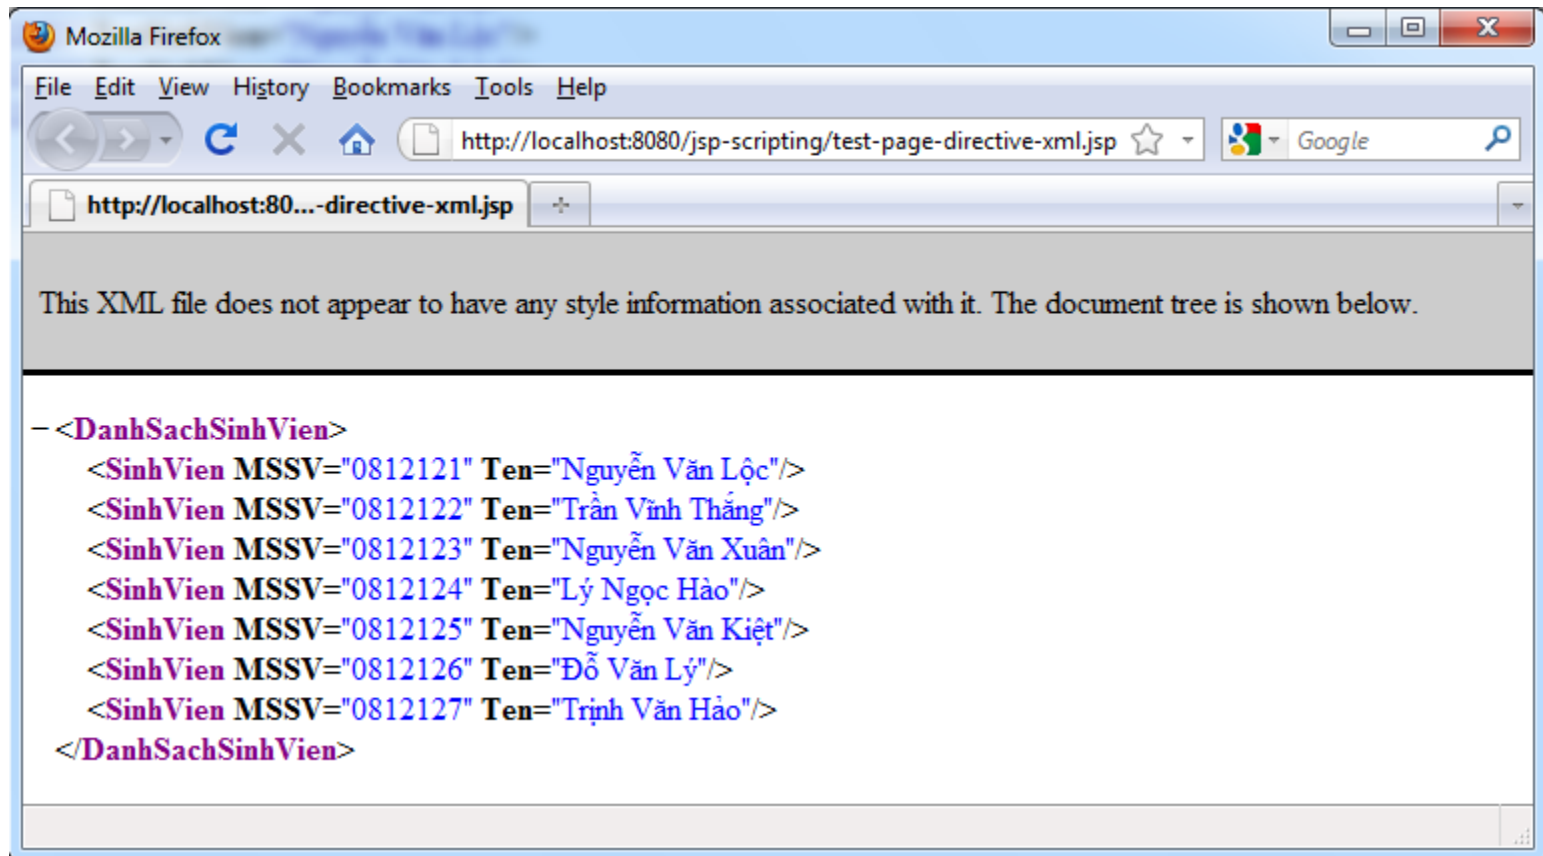 Mozilla Firefox
File Edit View History Bookmarks Tools Help
http://localhost:8080/jsp-scripting/test-page-directive-xml.jsp Google
http://localhost:80...-directive-xml.jsp
This XML file does not appear to have any style information associated with it. The document tree is shown below.
−<DanhSachSinhVien>
<SinhVien MSSV="0812121" Ten="Nguyễn Văn Lộc"/>
<SinhVien MSSV="0812122" Ten="Trần Vĩnh Thắng"/>
<SinhVien MSSV="0812123" Ten="Nguyễn Văn Xuân"/>
<SinhVien MSSV="0812124" Ten="Lý Ngọc Hào"/>
<SinhVien MSSV="0812125" Ten="Nguyễn Văn Kiệt"/>
<SinhVien MSSV="0812126" Ten="Đỗ Văn Lý"/>
<SinhVien MSSV="0812127" Ten="Trịnh Văn Hảo"/>
</DanhSachSinhVien>